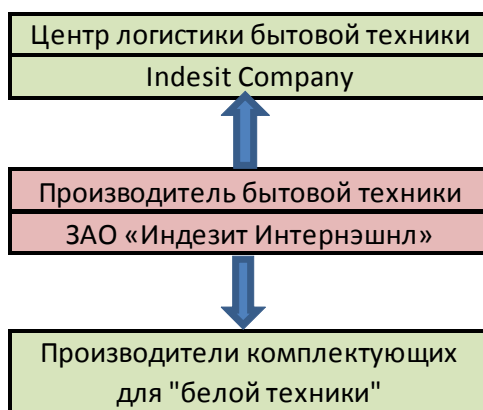 Центр логистики бытовой техники
Indesit Company
Производитель бытовой техники
ЗАО «Индезит Интернэшнл»
Производители комплектующих
для "белой техники"